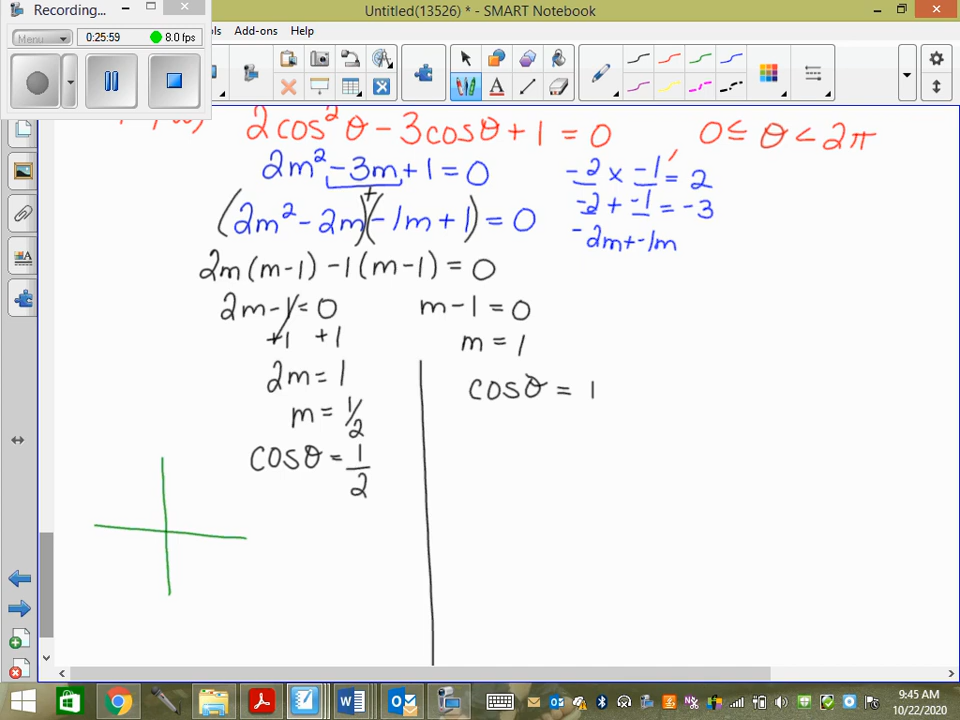 Recording...
Untitled(13526) * - SMART Notebook
Menu
0:25:59
8.0 fps
ols Add-ons Help
2cos²θ - 3cosθ + 1 = 0, 0 ≤ θ < 2π
2m² - 3m + 1 = 0
-2 × -1 = 2
(2m² - 2m) + (-1m + 1) = 0
-2 + -1 = -3
-2m + -1m
2m(m-1) -1(m-1) = 0
2m - 1 = 0 m - 1 = 0
+1 +1 m = 1
2m = 1 cosθ = 1
m = 1/2
cosθ = 1/2
9:45 AM
10/22/2020